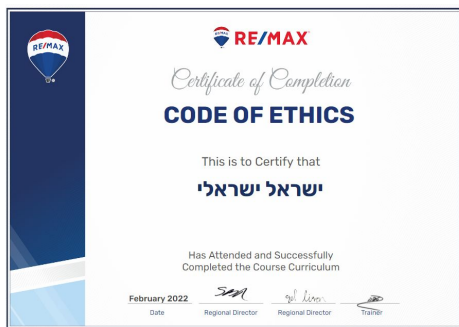 RE/MAX
RE/MAX
Certificate of Completion
CODE OF ETHICS
This is to Certify that
ישראל ישראלי
Has Attended and Successfully
Completed the Course Curriculum
February 2022
Date
Regional Director
Regional Director
Trainer